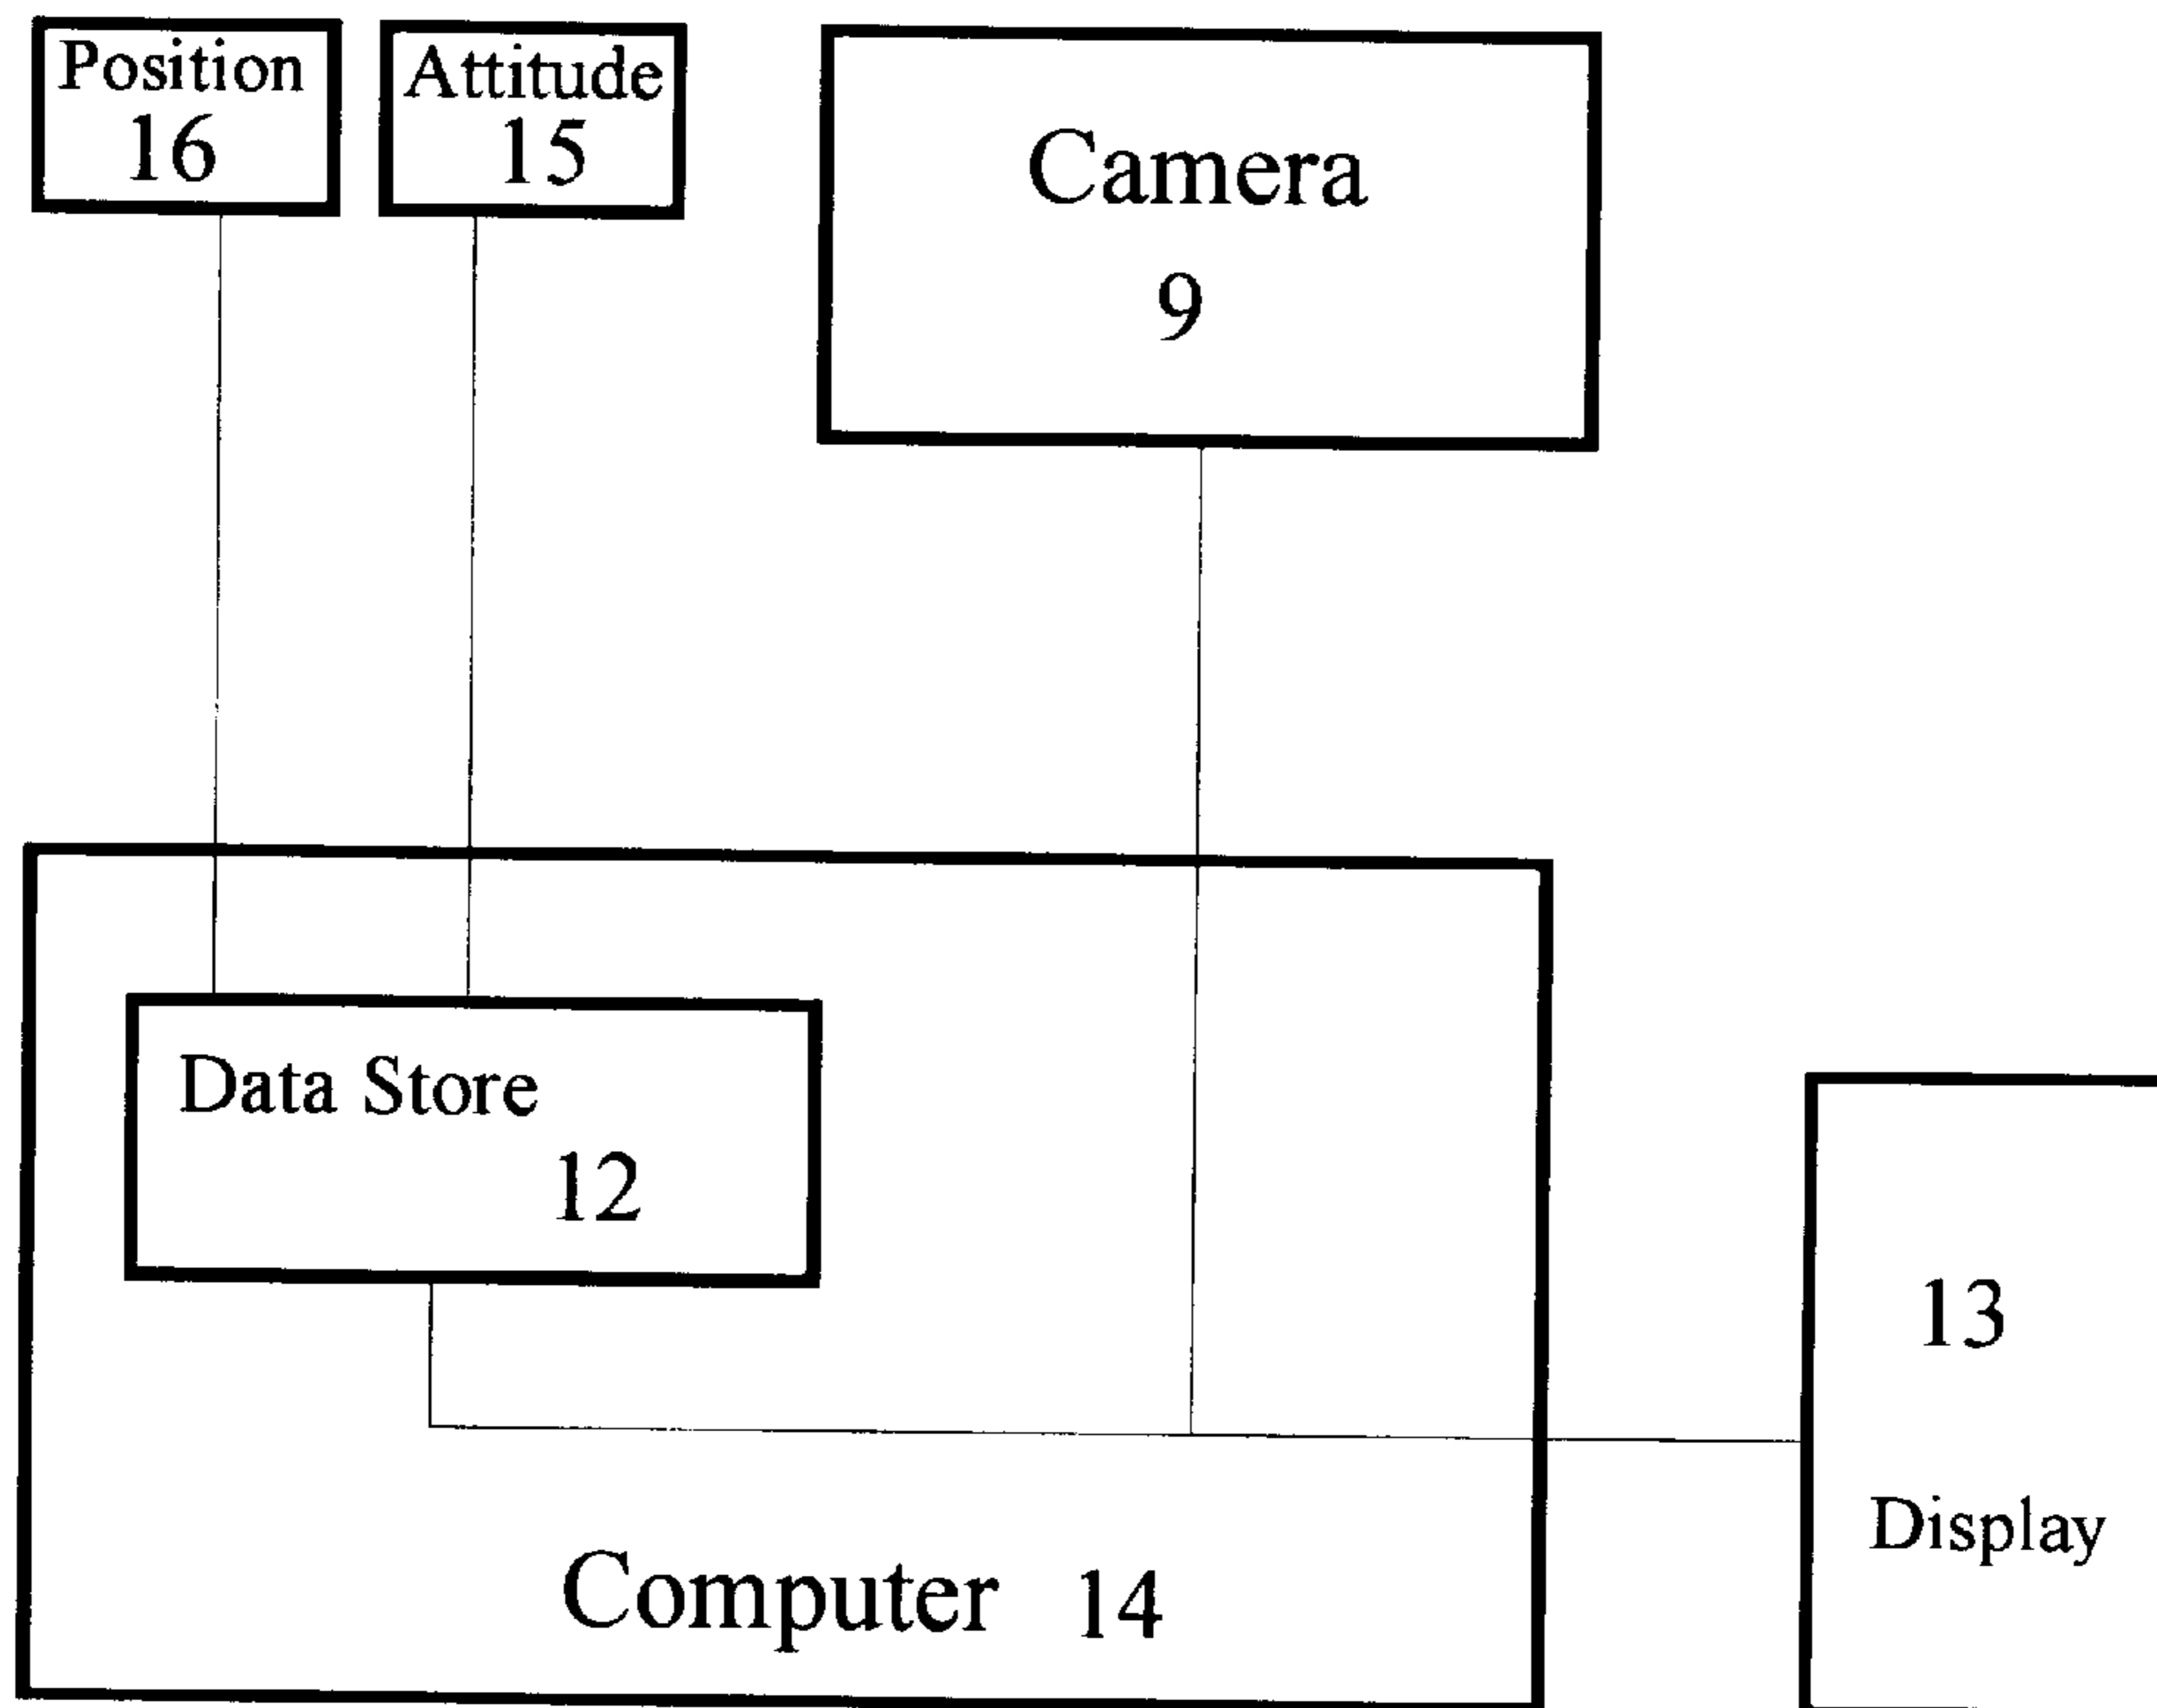 Position
16
Attitude
15
Camera
9
Data Store
12
13
Display
Computer 14